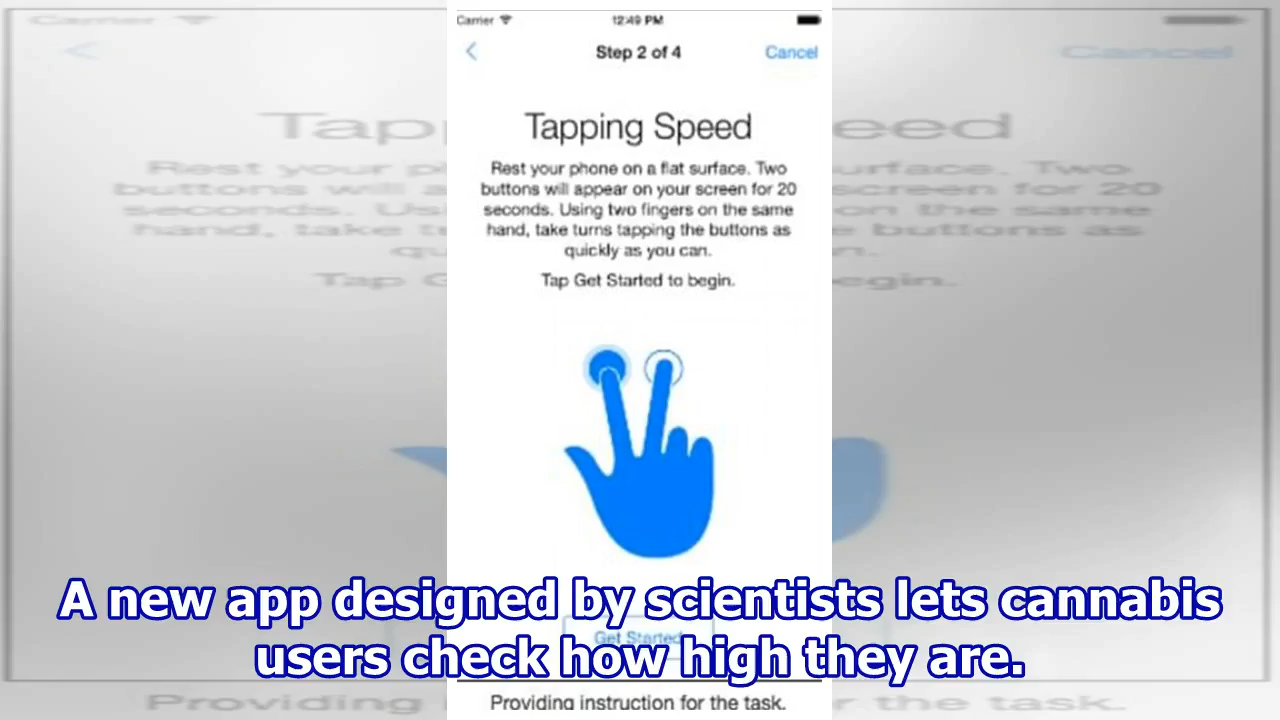 Carrier 12:49 PM
Step 2 of 4 Cancel
Tapping Speed
Rest your phone on a flat surface. Two
buttons will appear on your screen for 20
seconds. Using two fingers on the same
hand, take turns tapping the buttons as
quickly as you can.
Tap Get Started to begin.
A new app designed by scientists lets cannabis
Get Started
users check how high they are.
Providing instruction for the task.